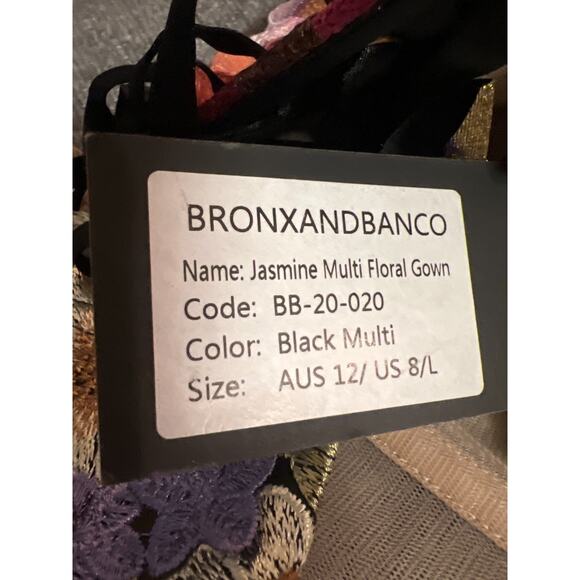 BRONXANDBANCO
Name: Jasmine Multi Floral Gown
Code: BB-20-020
Color: Black Multi
Size: AUS 12/ US 8/L